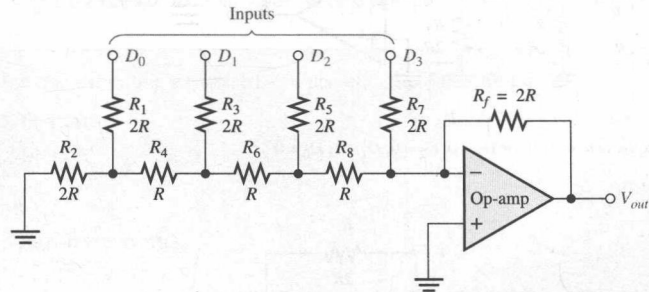 Inputs
D0 D1 D2 D3
R1 R3 R5 R7 Rf = 2R
2R 2R 2R 2R
R2 R4 R6 R8
2R R R R
− Op-amp + Vout